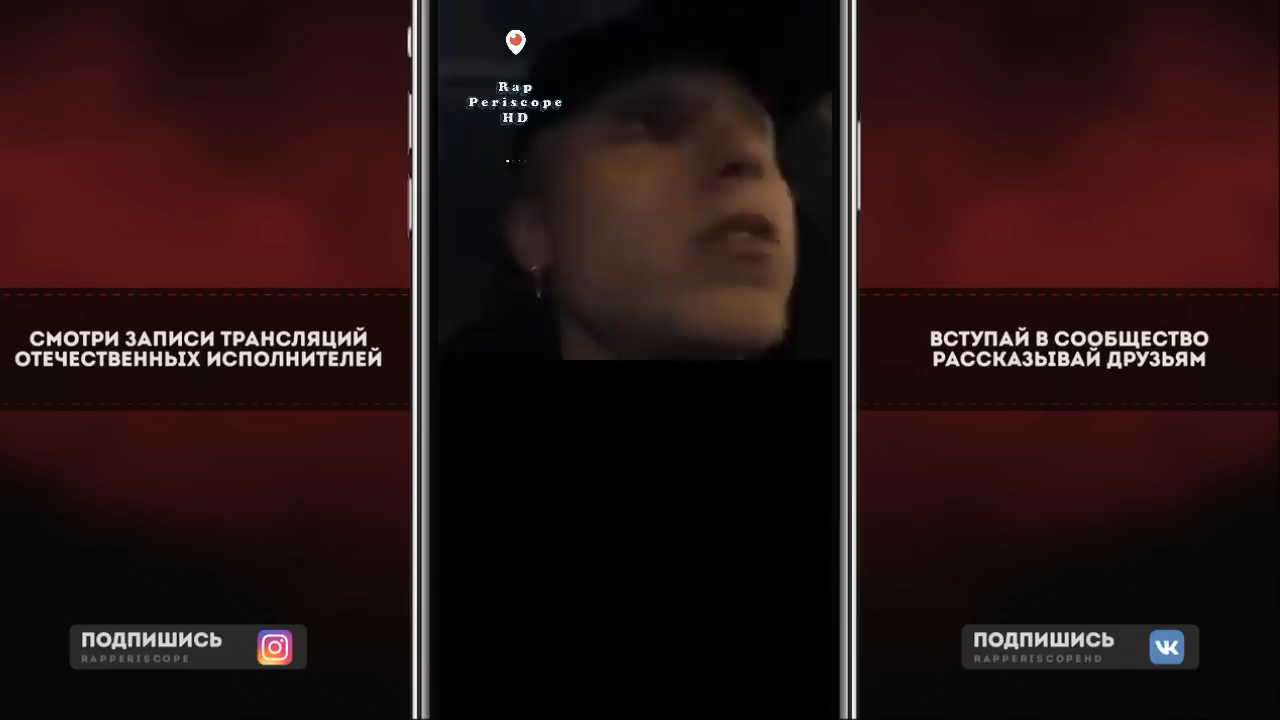 Rap
Periscope
HD
СМОТРИ ЗАПИСИ ТРАНСЛЯЦИЙ
ОТЕЧЕСТВЕННЫХ ИСПОЛНИТЕЛЕЙ
ВСТУПАЙ В СООБЩЕСТВО
РАССКАЗЫВАЙ ДРУЗЬЯМ
ПОДПИШИСЬ
RAPPERISCOPE
ПОДПИШИСЬ
RAPPERISCOPEHD